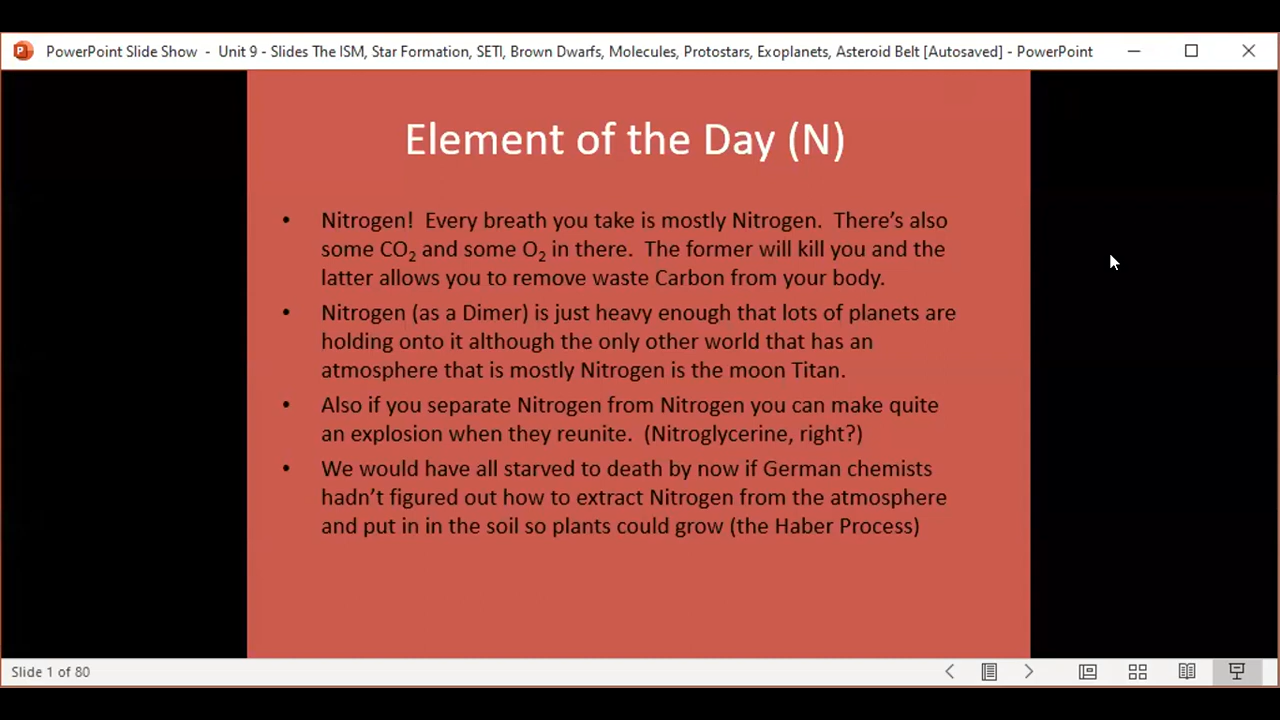 PowerPoint Slide Show - Unit 9 - Slides The ISM, Star Formation, SETI, Brown Dwarfs, Molecules, Protostars, Exoplanets, Asteroid Belt [Autosaved] - PowerPoint
Element of the Day (N)
• Nitrogen! Every breath you take is mostly Nitrogen. There's also
some CO₂ and some O₂ in there. The former will kill you and the
latter allows you to remove waste Carbon from your body.
• Nitrogen (as a Dimer) is just heavy enough that lots of planets are
holding onto it although the only other world that has an
atmosphere that is mostly Nitrogen is the moon Titan.
• Also if you separate Nitrogen from Nitrogen you can make quite
an explosion when they reunite. (Nitroglycerine, right?)
• We would have all starved to death by now if German chemists
hadn't figured out how to extract Nitrogen from the atmosphere
and put in in the soil so plants could grow (the Haber Process)
Slide 1 of 80